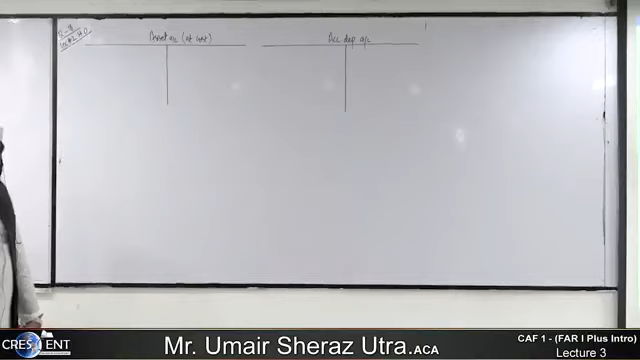 Asset a/c (at cost)
Acc dep a/c
CRESCENT
Mr. Umair Sheraz Utra.ACA
CAF 1 - (FAR I Plus Intro)
Lecture 3